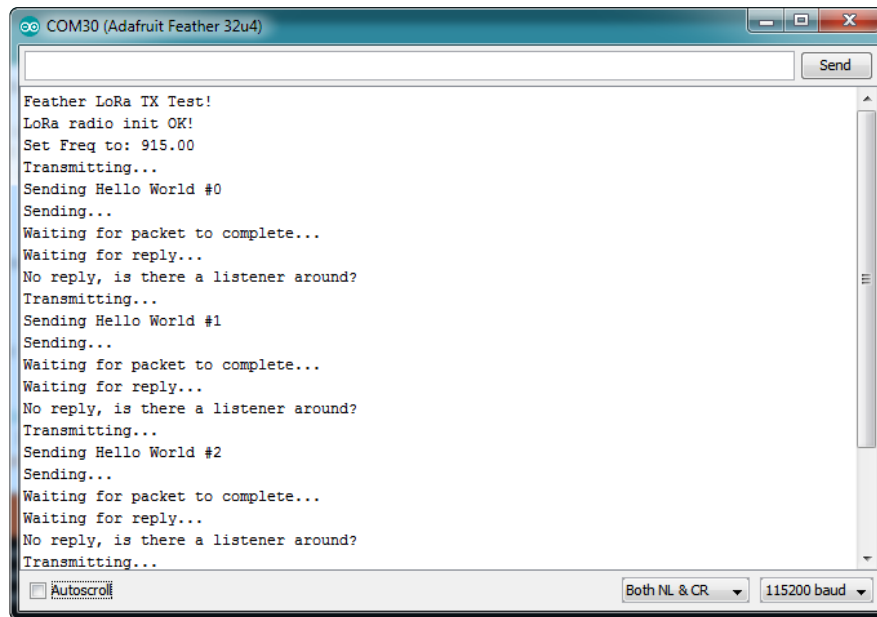 COM30 (Adafruit Feather 32u4)
Send
Feather LoRa TX Test!
LoRa radio init OK!
Set Freq to: 915.00
Transmitting...
Sending Hello World #0
Sending...
Waiting for packet to complete...
Waiting for reply...
No reply, is there a listener around?
Transmitting...
Sending Hello World #1
Sending...
Waiting for packet to complete...
Waiting for reply...
No reply, is there a listener around?
Transmitting...
Sending Hello World #2
Sending...
Waiting for packet to complete...
Waiting for reply...
No reply, is there a listener around?
Transmitting...
Autoscroll Both NL & CR 115200 baud